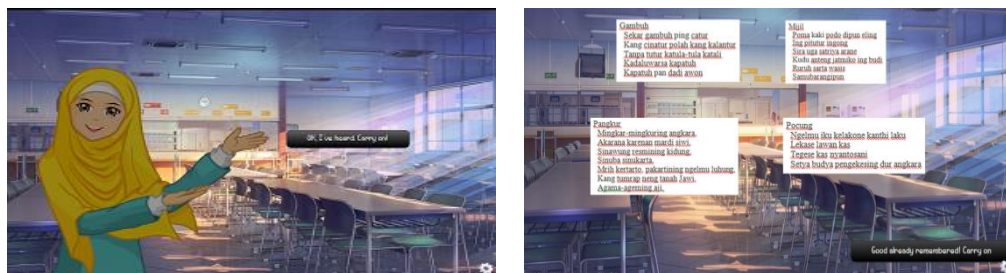 OK, I've heard. Carry on!
Gambuh
Sekar gambuh ping catur
Kang cinatur polah kang kalantur
Tanpa tutur katula-tula katali
Kadaluwarsa kapatuh
Kapatuh pan dadi awon
Mijil
Poma kaki podo dipun eling
Ing pitutur ingong
Sira uga satriya arane
Kudu anteng jatmiko ing budi
Ruruh sarta wasis
Samubarangipun
Pangkur
Mingkar-mingkuring angkara,
Akarana karenan mardi siwi,
Sinawung resmining kidung,
Sinuba sinukarta,
Mrih kertarto, pakartining ngelmu luhung,
Kang tumrap neng tanah Jawi,
Agama-ageming aji,
Pocung
Ngelmu iku kelakone kanthi laku
Lekase lawan kas
Tegese kas nyantosani
Setya budya pengekesing dur angkara
Good already remembered! Carry on